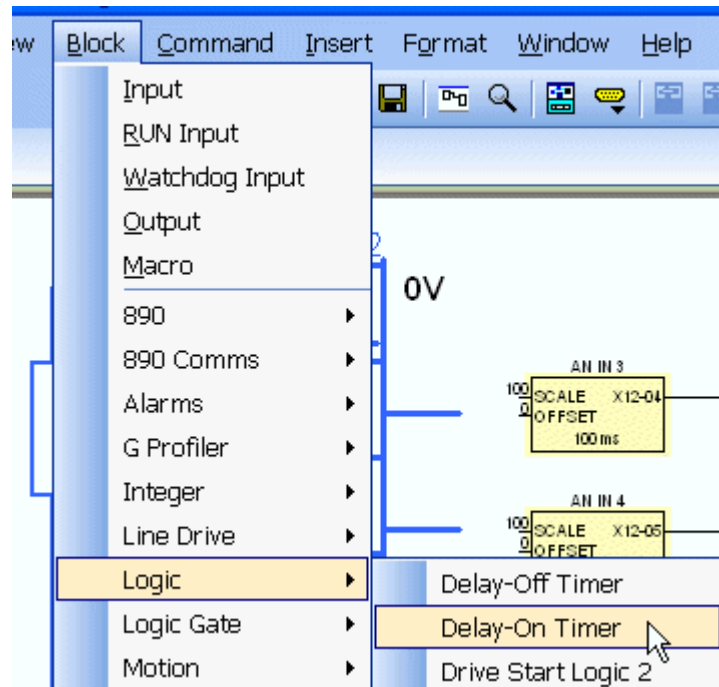 ew Block Command Insert Format Window Help
Input
RUN Input
Watchdog Input
Output
Macro
0V
890
890 Comms
AN IN 3
100 SCALE X12-04
0 OFFSET
100 ms
Alarms
G Profiler
Integer
AN IN 4
Line Drive
100 SCALE X12-05
0 OFFSET
Logic
Delay-Off Timer
Logic Gate
Delay-On Timer
Motion
Drive Start Logic 2